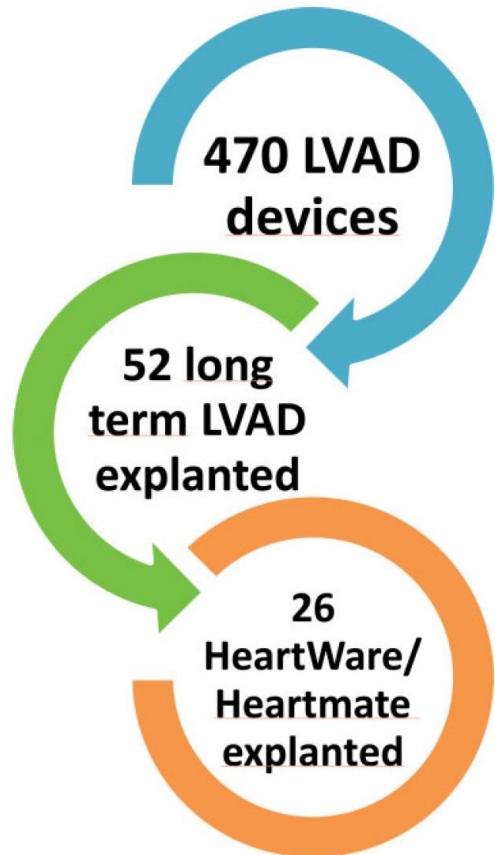 470 LVAD
devices
52 long
term LVAD
explanted
26
HeartWare/
Heartmate
explanted